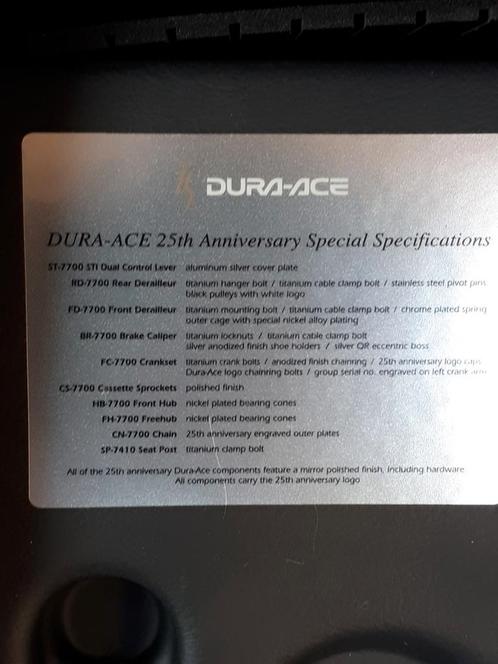 DURA-ACE
DURA-ACE 25th Anniversary Special Specifications
ST-7700 STI Dual Control Lever aluminum silver cover plate
RD-7700 Rear Derailleur titanium hanger bolt / titanium cable clamp bolt / stainless steel pivot pins
black pulleys with white logo
FD-7700 Front Derailleur titanium mounting bolt / titanium cable clamp bolt / chrome plated spring
outer cage with special nickel alloy plating
BR-7700 Brake Caliper titanium locknuts / titanium cable clamp bolt
silver anodized finish shoe holders / silver QR eccentric boss
FC-7700 Crankset titanium crank bolts / anodized finish chainring / 25th anniversary logo caps
Dura-Ace logo chainring bolts / group serial no. engraved on left crank arm
CS-7700 Cassette Sprockets polished finish
HB-7700 Front Hub nickel plated bearing cones
FH-7700 Freehub nickel plated bearing cones
CN-7700 Chain 25th anniversary engraved outer plates
SP-7410 Seat Post titanium clamp bolt
All of the 25th anniversary Dura-Ace components feature a mirror polished finish, including hardware
All components carry the 25th anniversary logo